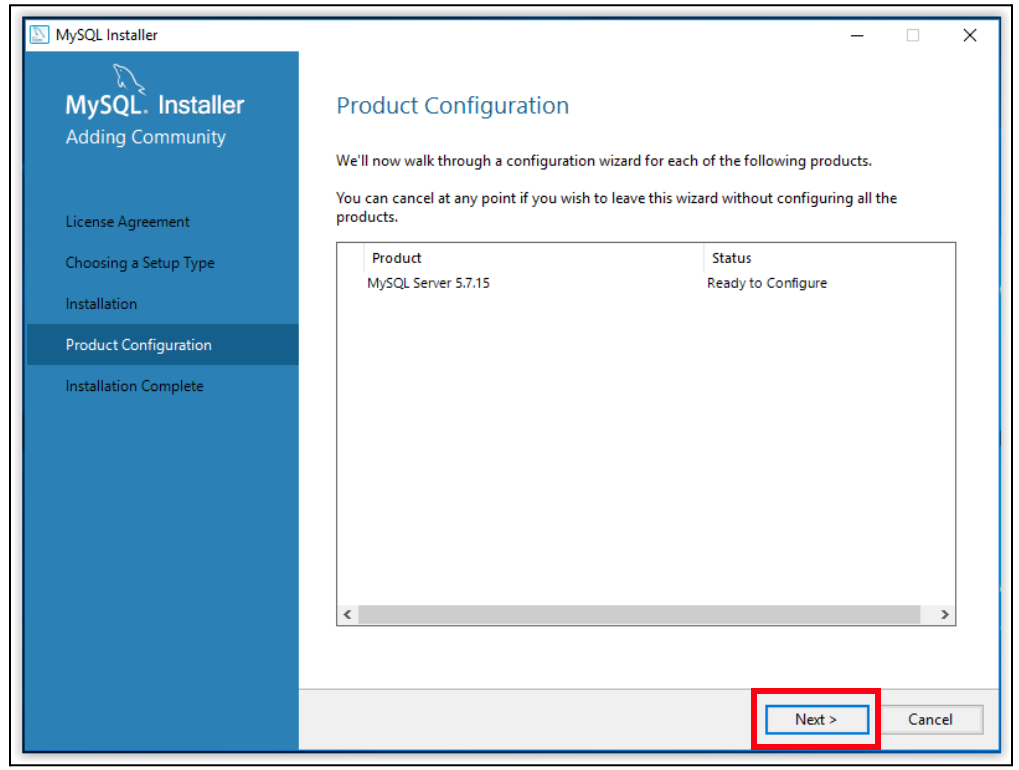 MySQL Installer
MySQL. Installer
Adding Community
License Agreement
Choosing a Setup Type
Installation
Product Configuration
Installation Complete
Product Configuration
We'll now walk through a configuration wizard for each of the following products.
You can cancel at any point if you wish to leave this wizard without configuring all the
products.
Product Status
MySQL Server 5.7.15 Ready to Configure
Next > Cancel